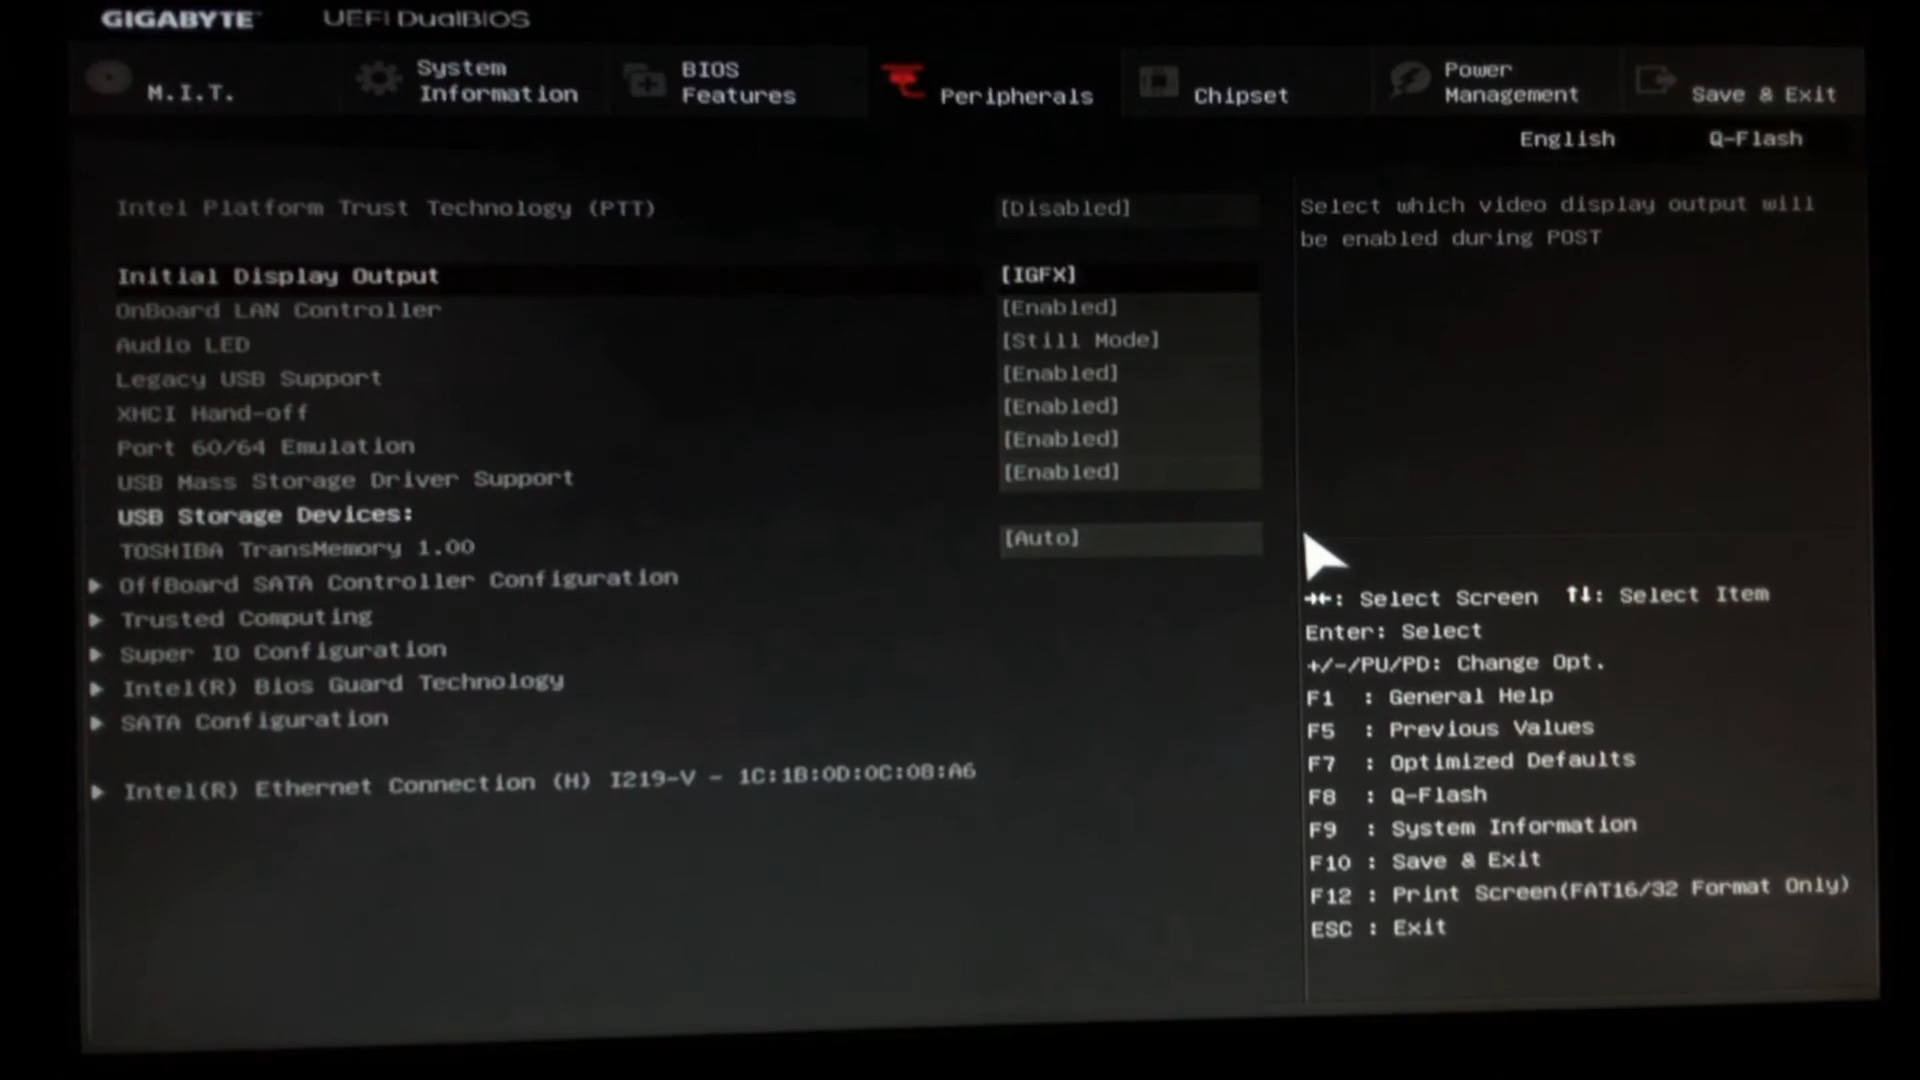 GIGABYTE UEFI DualBIOS
M.I.T. System Information BIOS Features Peripherals Chipset Power Management Save & Exit
English Q-Flash
Intel Platform Trust Technology (PTT) [Disabled]
Initial Display Output [IGFX]
OnBoard LAN Controller [Enabled]
Audio LED [Still Mode]
Legacy USB Support [Enabled]
XHCI Hand-off [Enabled]
Port 60/64 Emulation [Enabled]
USB Mass Storage Driver Support [Enabled]
USB Storage Devices:
TOSHIBA TransMemory 1.00 [Auto]
OffBoard SATA Controller Configuration
Trusted Computing
Super IO Configuration
Intel(R) Bios Guard Technology
SATA Configuration
Intel(R) Ethernet Connection (H) I219-V - 1C:1B:0D:0C:0B:A6
Select which video display output will
be enabled during POST
→←: Select Screen ↑↓: Select Item
Enter: Select
+/-/PU/PD: Change Opt.
F1 : General Help
F5 : Previous Values
F7 : Optimized Defaults
F8 : Q-Flash
F9 : System Information
F10 : Save & Exit
F12 : Print Screen(FAT16/32 Format Only)
ESC : Exit